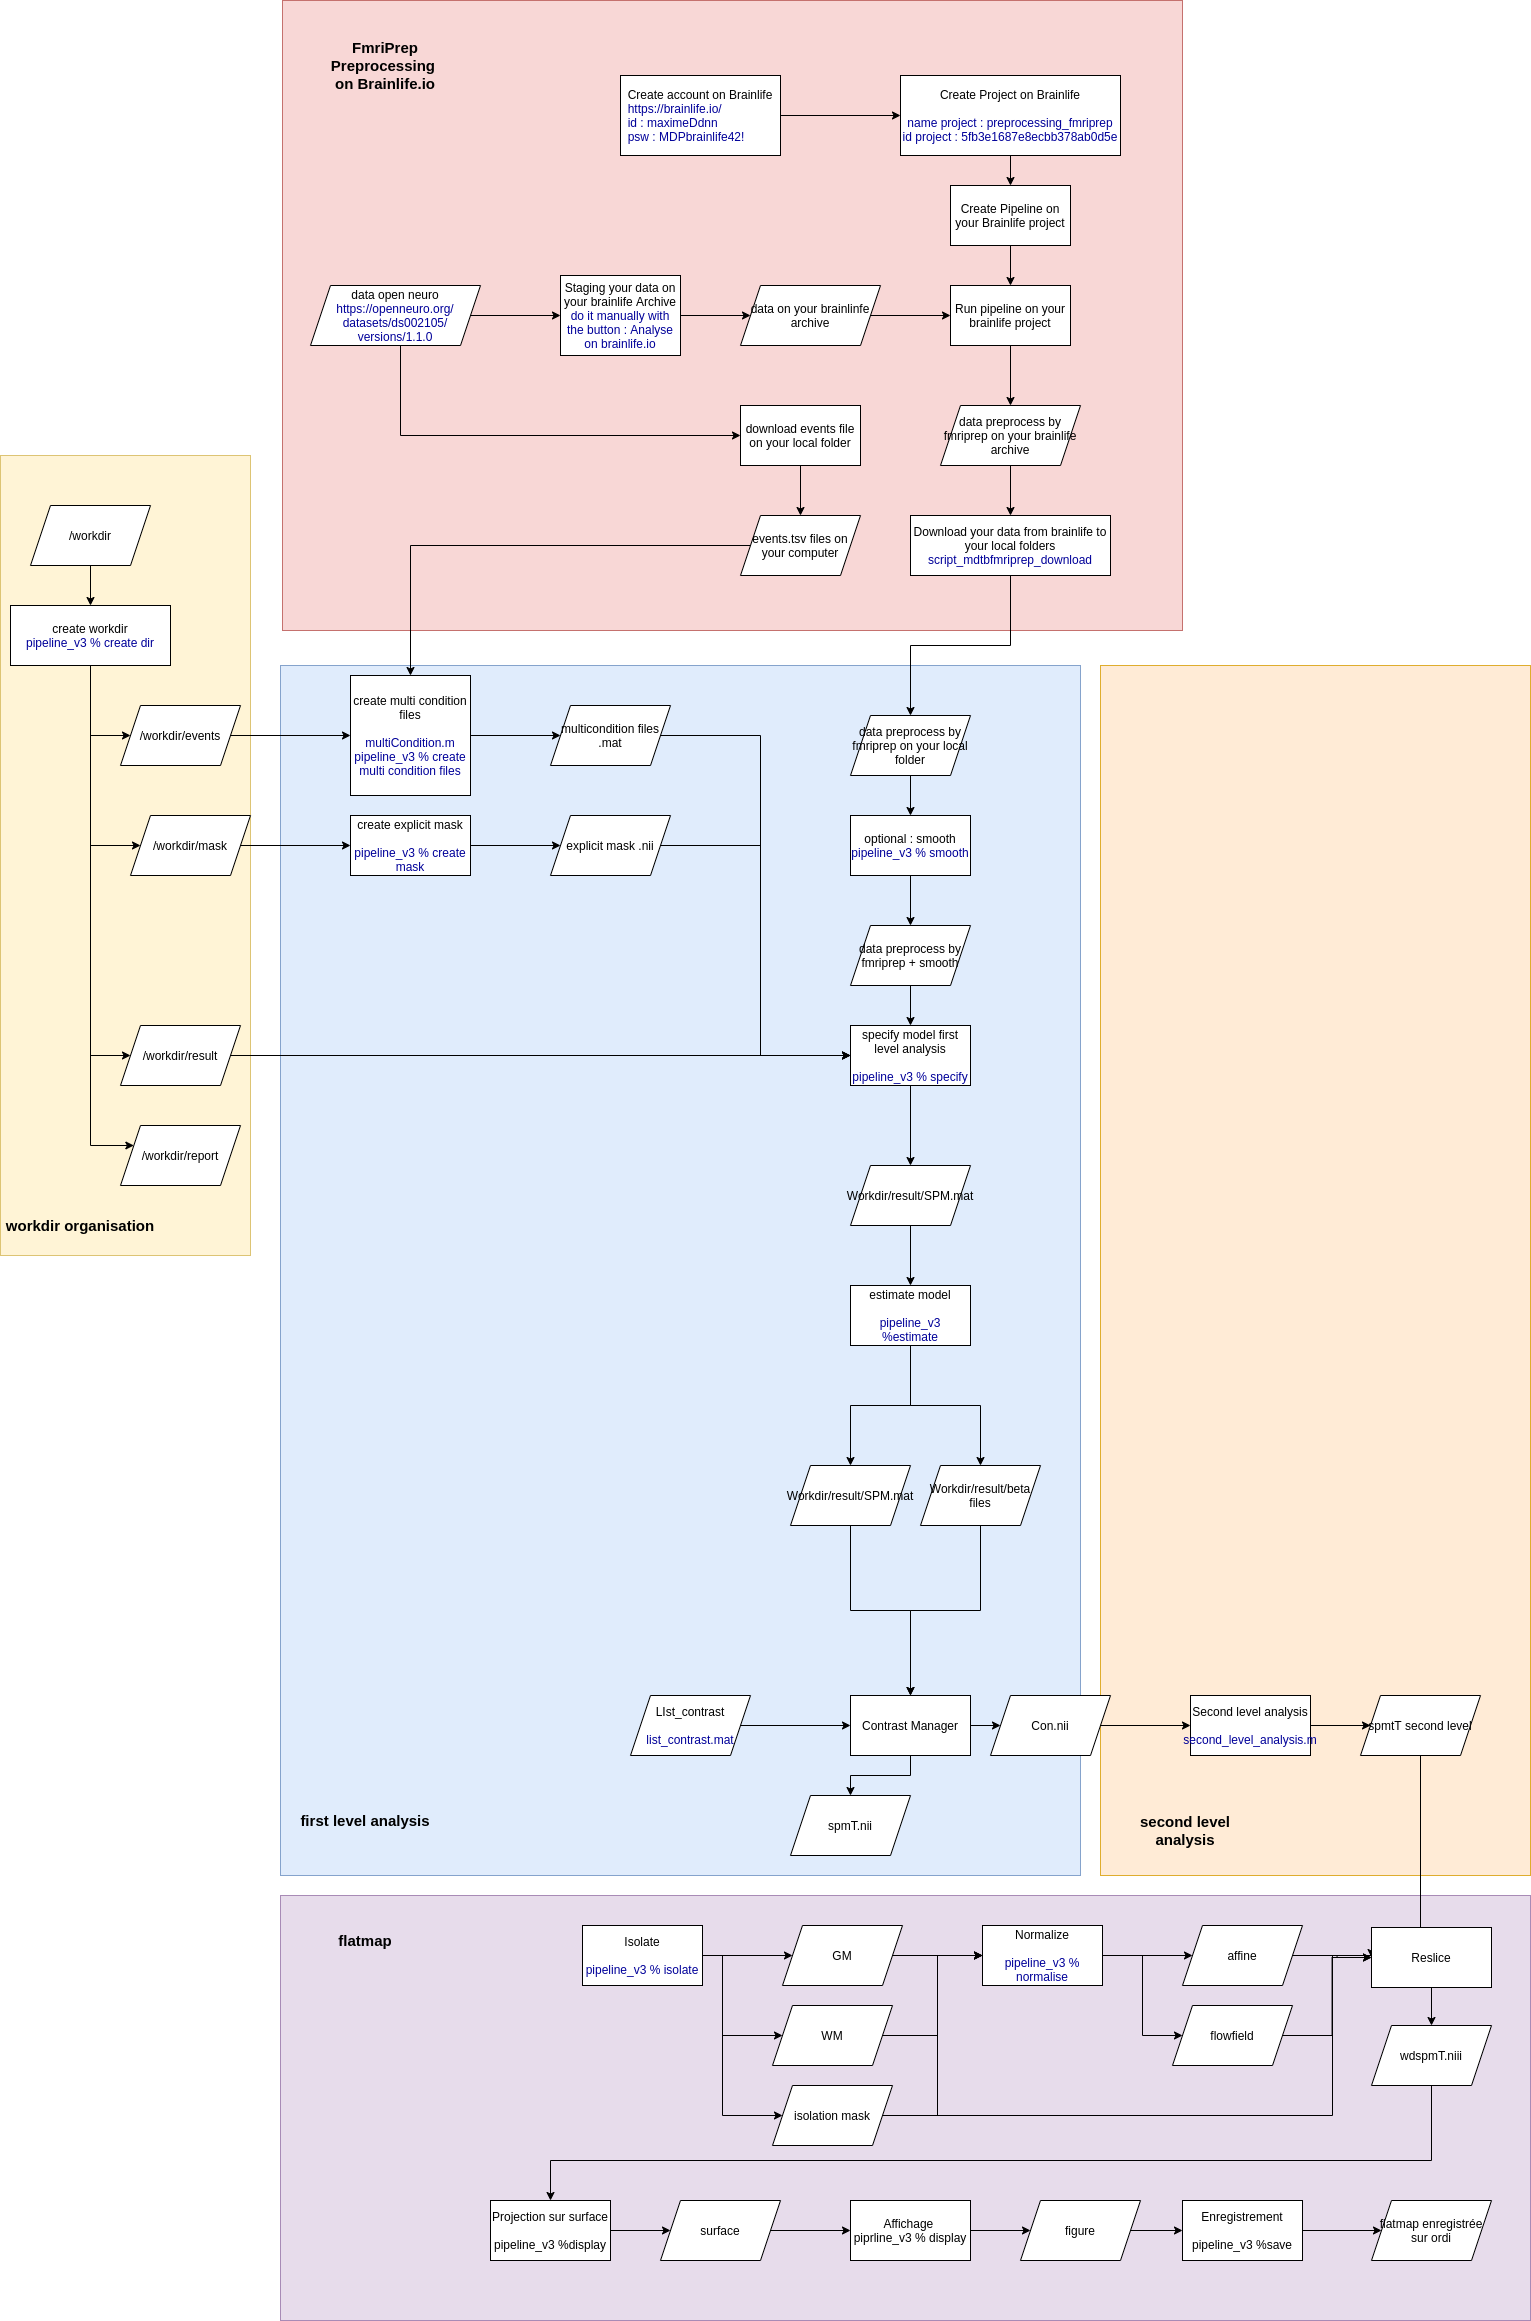 FmriPrep
Preprocessing
on Brainlife.io
Create account on Brainlife
https://brainlife.io/
id : maximeDdnn
psw : MDPbrainlife42!
Create Project on Brainlife
name project : preprocessing_fmriprep
id project : 5fb3e1687e8ecbb378ab0d5e
Create Pipeline on
your Brainlife project
data open neuro
https://openneuro.org/
datasets/ds002105/
versions/1.1.0
Staging your data on
your brainlife Archive
do it manually with
the button : Analyse
on brainlife.io
data on your brainlinfe
archive
Run pipeline on your
brainlife project
download events file
on your local folder
data preprocess by
fmriprep on your brainlife
archive
events.tsv files on
your computer
Download your data from brainlife to
your local folders
script_mdtbfmriprep_download
/workdir
create workdir
pipeline_v3 % create dir
/workdir/events
/workdir/mask
/workdir/result
/workdir/report
workdir organisation
create multi condition
files
multiCondition.m
pipeline_v3 % create
multi condition files
multicondition files
.mat
data preprocess by
fmriprep on your local
folder
create explicit mask
pipeline_v3 % create
mask
explicit mask .nii
optional : smooth
pipeline_v3 % smooth
data preprocess by
fmriprep + smooth
specify model first
level analysis
pipeline_v3 % specify
Workdir/result/SPM.mat
estimate model
pipeline_v3
%estimate
Workdir/result/SPM.mat
Workdir/result/beta
files
LIst_contrast
list_contrast.mat
Contrast Manager
Con.nii
Second level analysis
second_level_analysis.m
spmtT second level
spmT.nii
first level analysis
second level
analysis
flatmap
Isolate
pipeline_v3 % isolate
GM
Normalize
pipeline_v3 %
normalise
affine
Reslice
WM
flowfield
wdspmT.niii
isolation mask
Projection sur surface
pipeline_v3 %display
surface
Affichage
piprline_v3 % display
figure
Enregistrement
pipeline_v3 %save
flatmap enregistrée
sur ordi